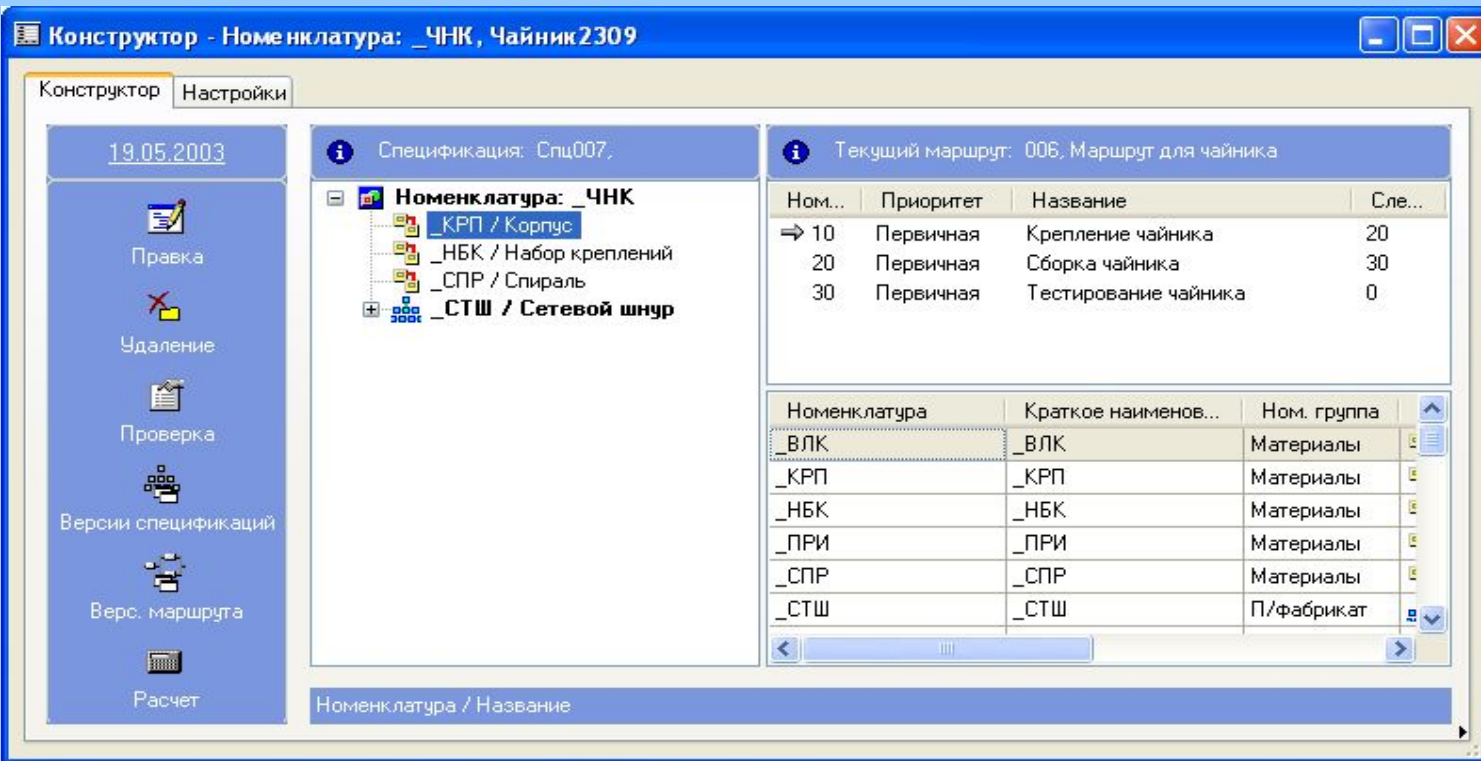 Конструктор - Номенклатура: _ЧНК, Чайник2309
Конструктор Настройки
19.05.2003
Правка
Удаление
Проверка
Версии спецификаций
Верс. маршрута
Расчет
Спецификация: Спц007,
Номенклатура: _ЧНК
_КРП / Корпус
_НБК / Набор креплений
_СПР / Спираль
_СТШ / Сетевой шнур
Текущий маршрут: 006, Маршрут для чайника
Ном... Приоритет Название Сле...
10 Первичная Крепление чайника 20
20 Первичная Сборка чайника 30
30 Первичная Тестирование чайника 0
Номенклатура Краткое наименов... Ном. группа
_ВЛК _ВЛК Материалы
_КРП _КРП Материалы
_НБК _НБК Материалы
_ПРИ _ПРИ Материалы
_СПР _СПР Материалы
_СТШ _СТШ П/фабрикат
Номенклатура / Название